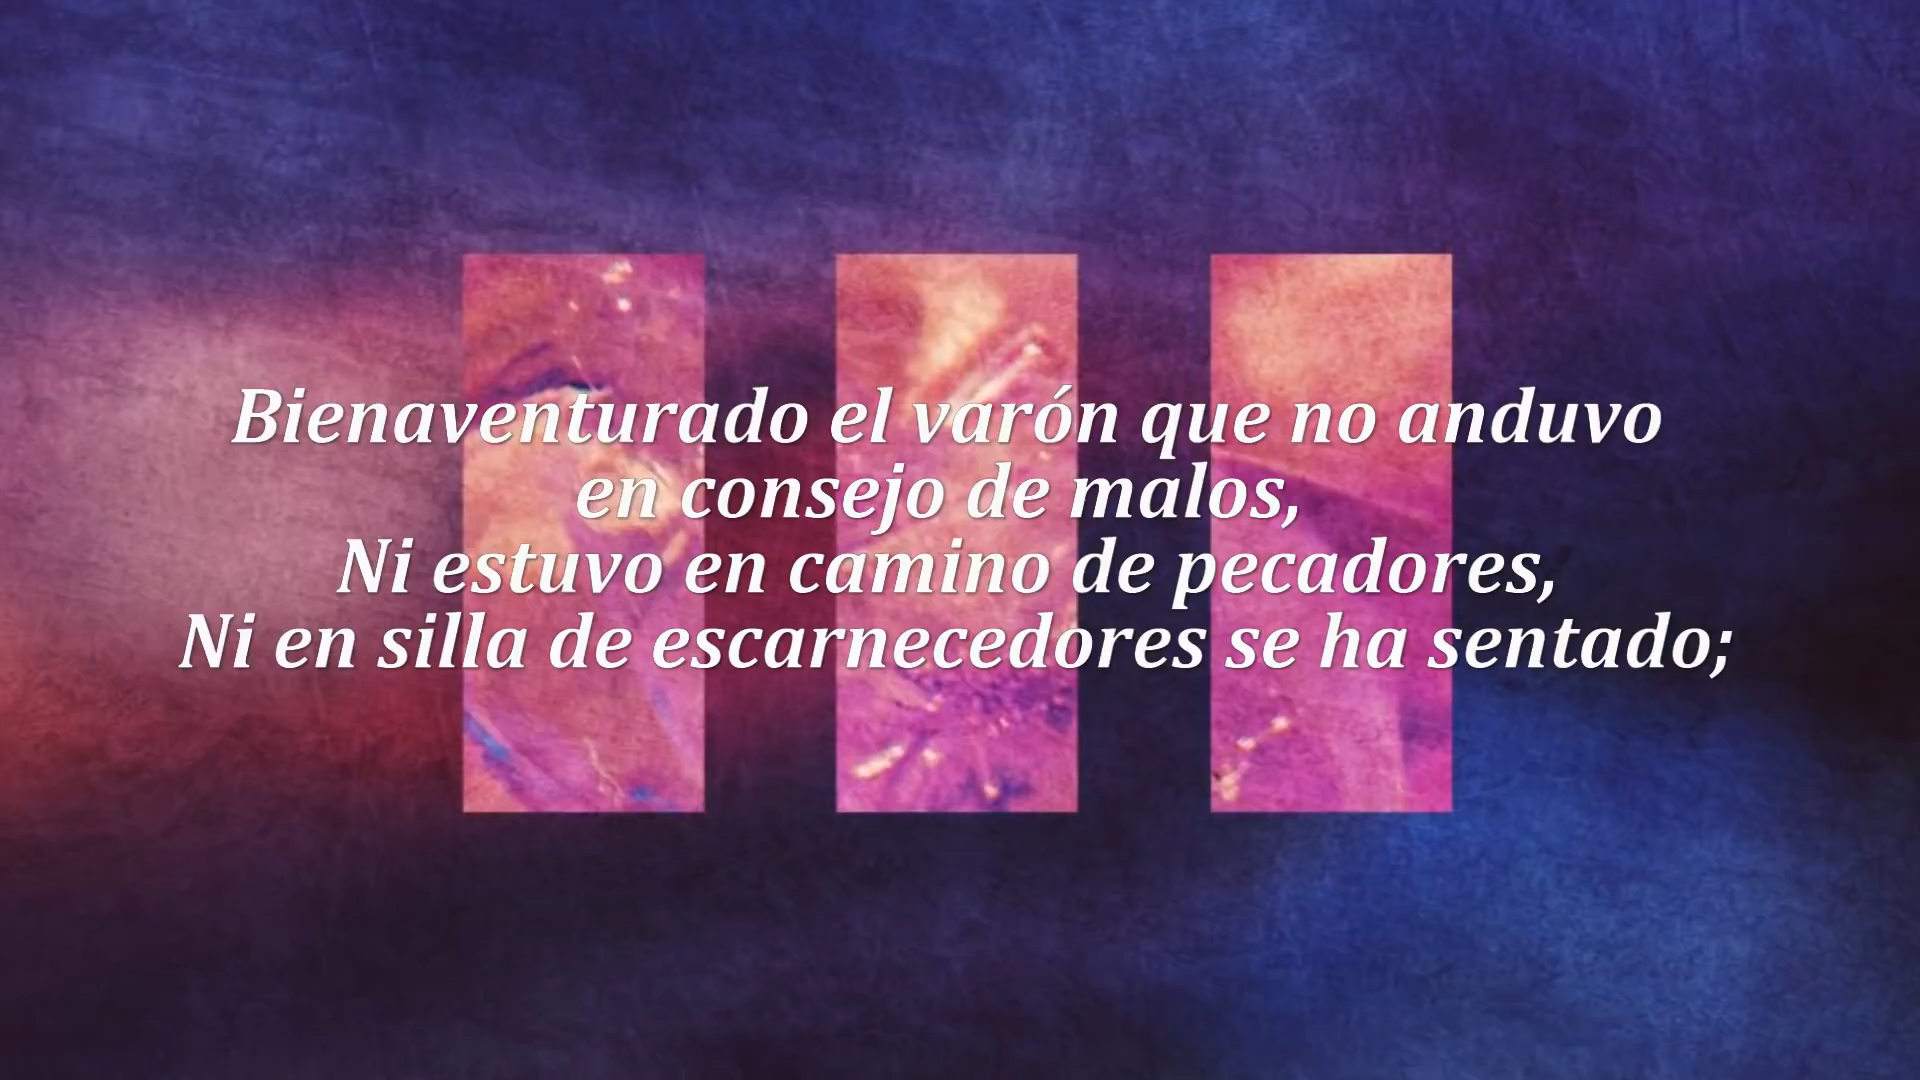 Bienaventurado el varón que no anduvo
en consejo de malos,
Ni estuvo en camino de pecadores,
Ni en silla de escarnecedores se ha sentado;